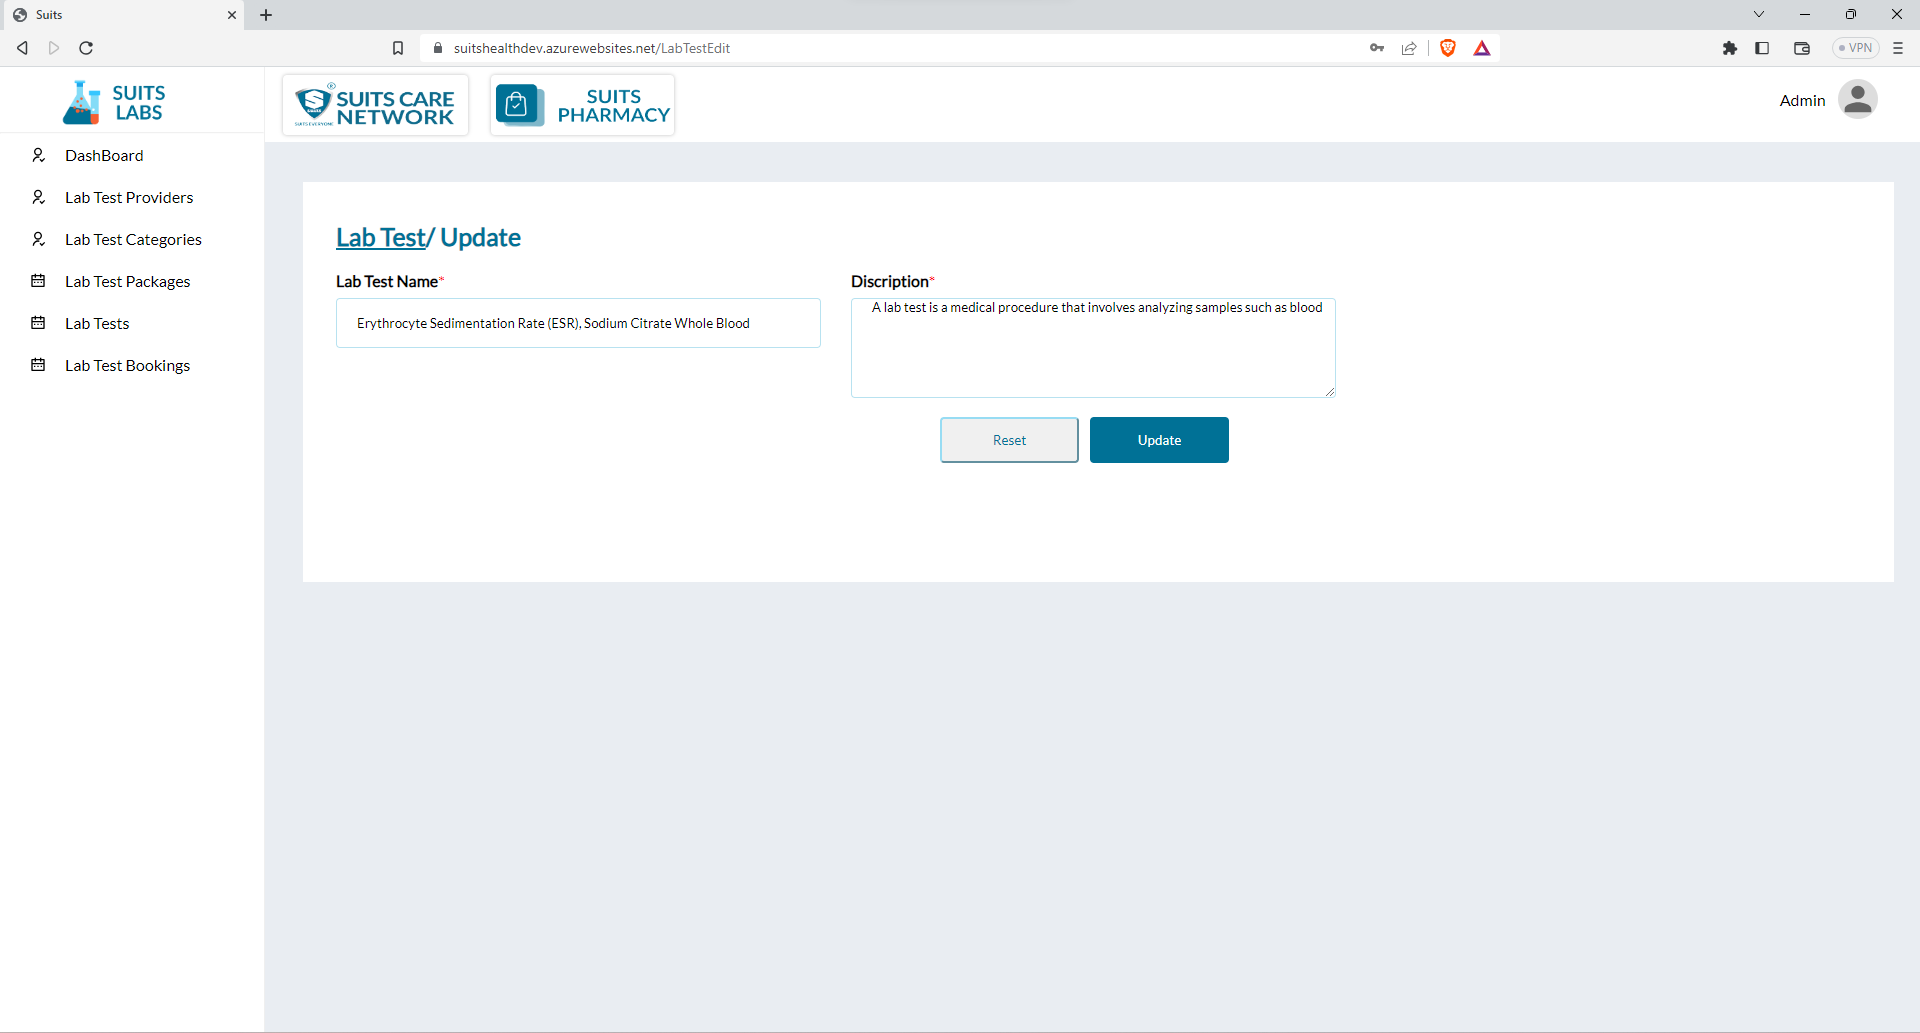 Suits
suitshealthdev.azurewebsites.net/LabTestEdit
VPN
SUITS
LABS
SUITS CARE
NETWORK
SUITS
PHARMACY
Admin
DashBoard
Lab Test Providers
Lab Test Categories
Lab Test Packages
Lab Tests
Lab Test Bookings
Lab Test/ Update
Lab Test Name*
Discription*
Erythrocyte Sedimentation Rate (ESR), Sodium Citrate Whole Blood
A lab test is a medical procedure that involves analyzing samples such as blood
Reset
Update